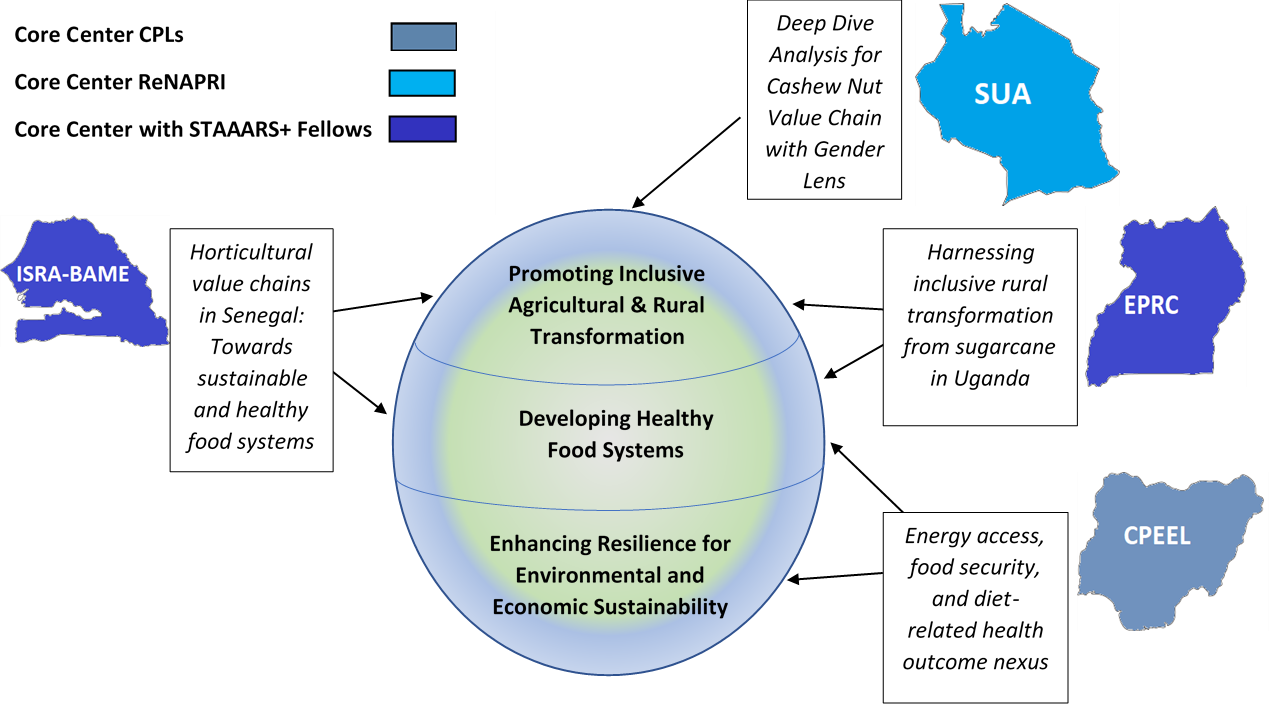 Core Center CPLs
Core Center ReNAPRI
Core Center with STAAARS+ Fellows
Deep Dive
Analysis for
Cashew Nut
Value Chain
with Gender
Lens
SUA
ISRA-BAME
Horticultural
value chains
in Senegal:
Towards
sustainable
and healthy
food systems
Promoting Inclusive
Agricultural & Rural
Transformation
Developing Healthy
Food Systems
Enhancing Resilience for
Environmental and
Economic Sustainability
Harnessing
inclusive rural
transformation
from sugarcane
in Uganda
EPRC
Energy access,
food security,
and diet-
related health
outcome nexus
CPEEL